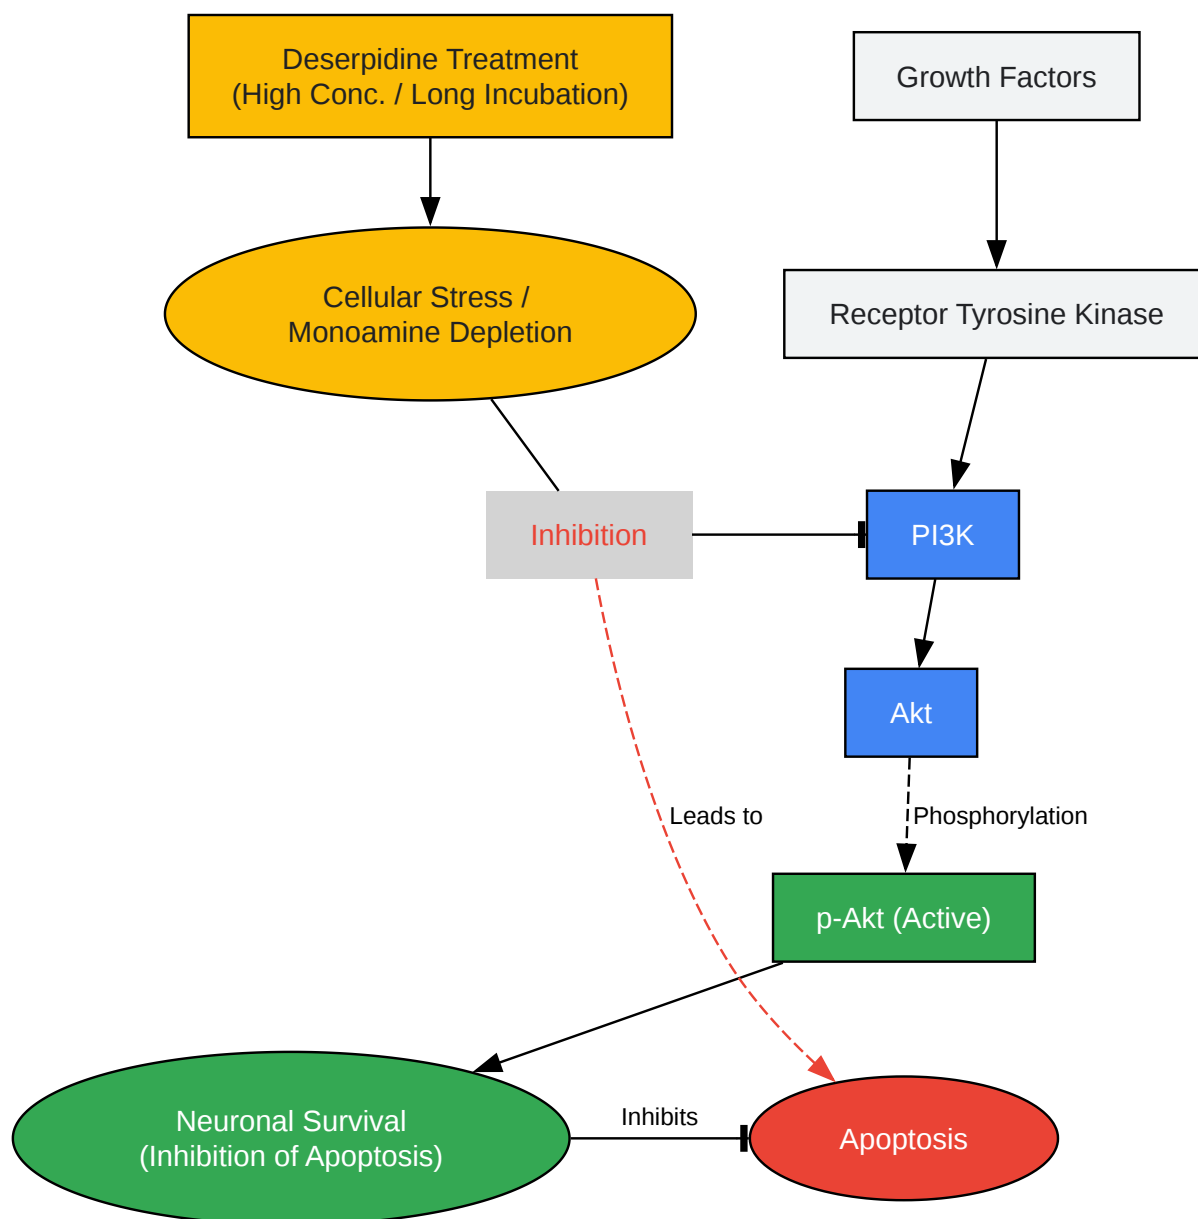 Deserpidine Treatment
(High Conc. / Long Incubation)
Growth Factors
Cellular Stress /
Monoamine Depletion
Receptor Tyrosine Kinase
Inhibition
PI3K
Akt
Leads to
Phosphorylation
p-Akt (Active)
Neuronal Survival
(Inhibition of Apoptosis)
Inhibits
Apoptosis